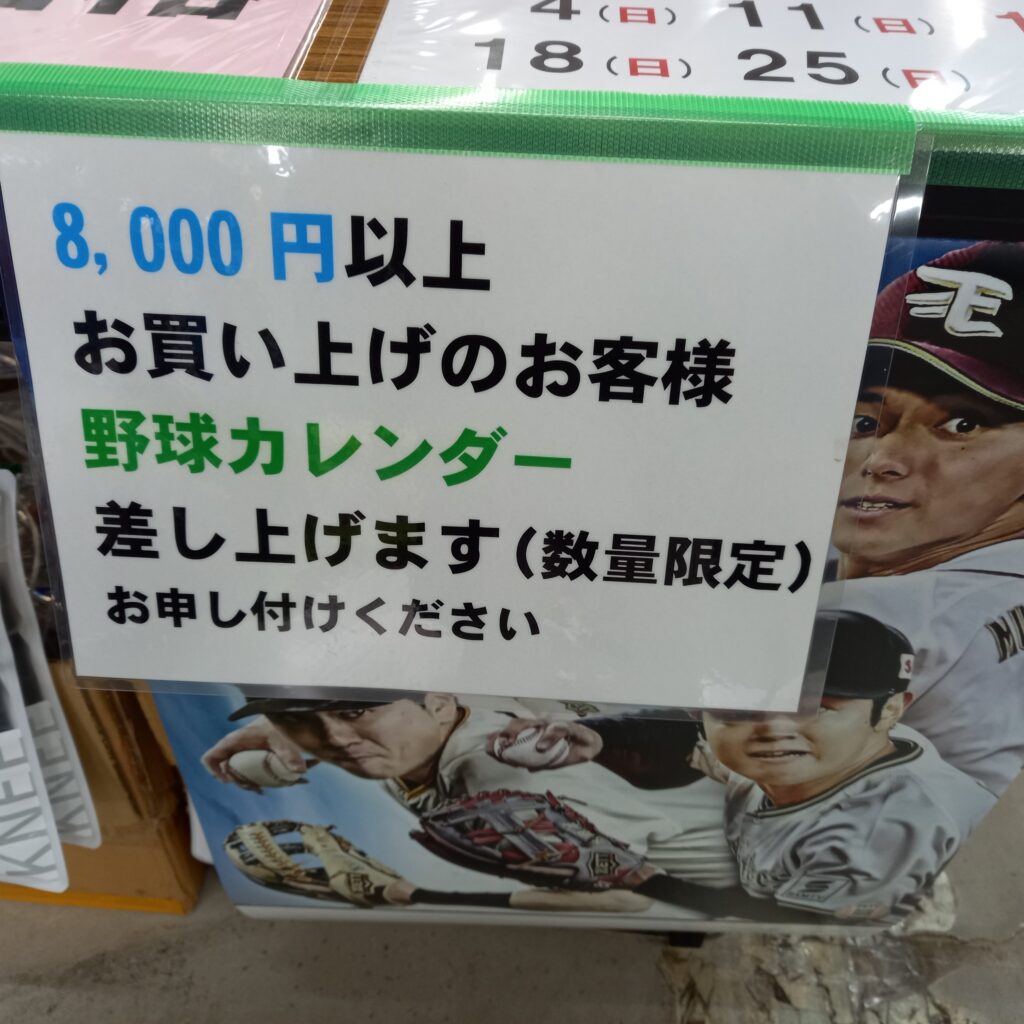 4(日) 11(日)
18(日) 25(日)
8,000円以上
お買い上げのお客様
野球カレンダー
差し上げます(数量限定)
お申し付けください
KNEE
KNEE